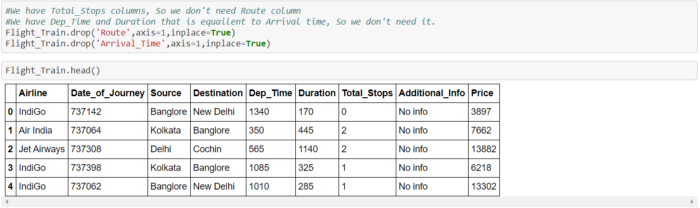 #We have Total_Stops columns, So we don't need Route column
#We have Dep_Time and Duration that is equailent to Arrival time, So we don't need it.
Flight_Train.drop('Route',axis=1,inplace=True)
Flight_Train.drop('Arrival_Time',axis=1,inplace=True)
Flight_Train.head()
Airline Date_of_Journey Source Destination Dep_Time Duration Total_Stops Additional_Info Price
0 IndiGo 737142 Banglore New Delhi 1340 170 0 No info 3897
1 Air India 737064 Kolkata Banglore 350 445 2 No info 7662
2 Jet Airways 737308 Delhi Cochin 565 1140 2 No info 13882
3 IndiGo 737398 Kolkata Banglore 1085 325 1 No info 6218
4 IndiGo 737062 Banglore New Delhi 1010 285 1 No info 13302